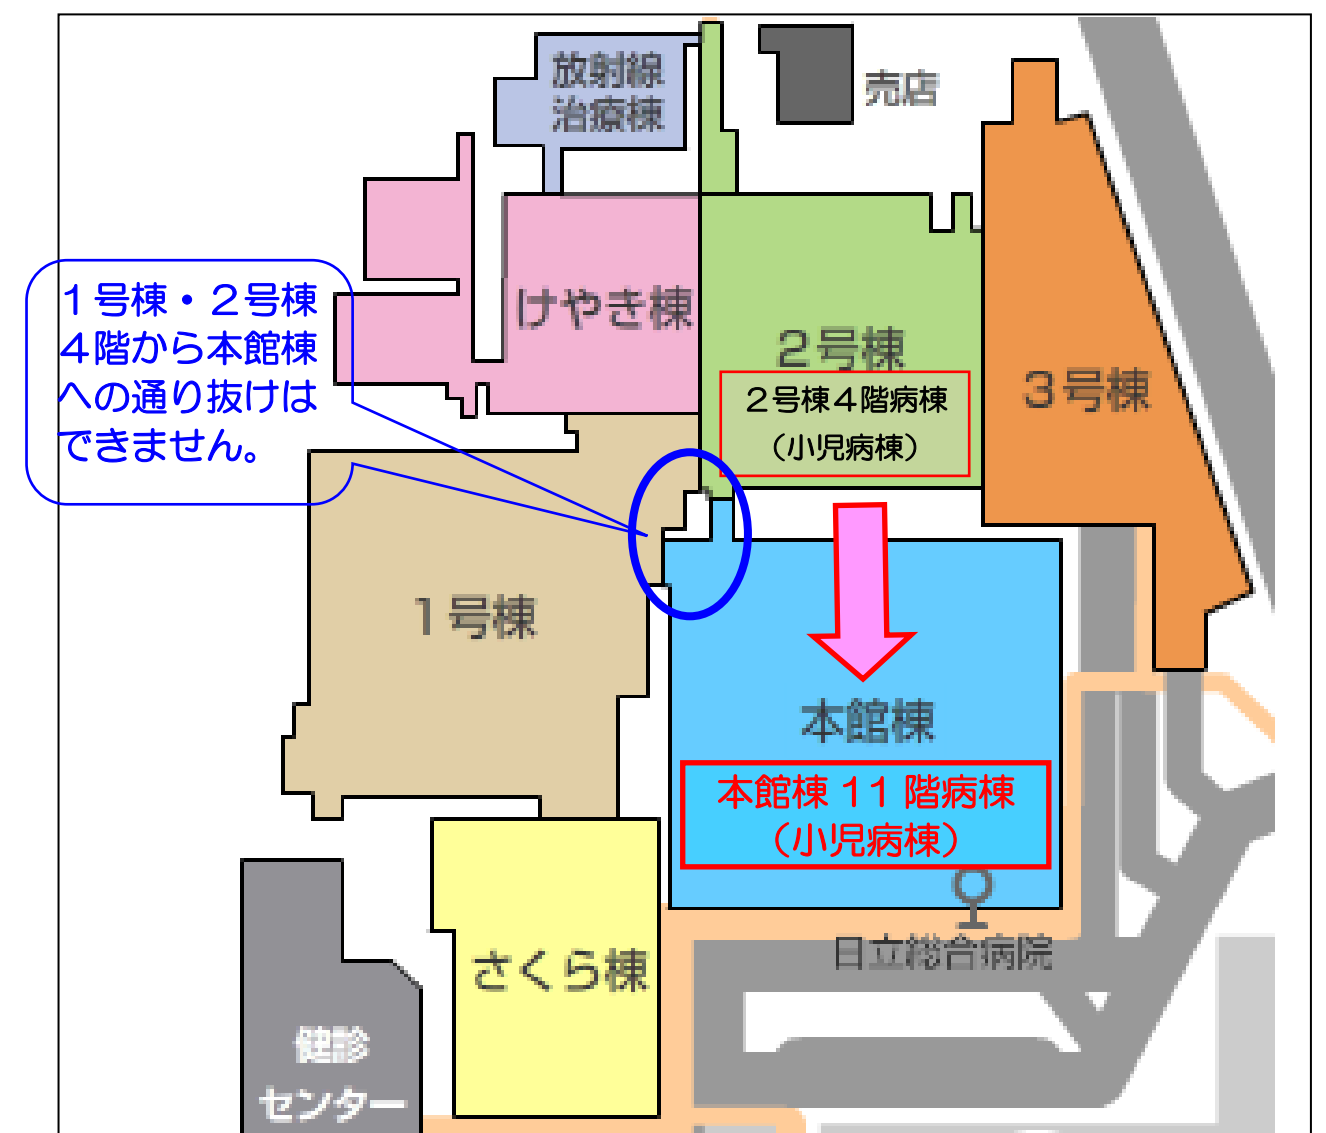 放射線
治療棟
売店
１号棟・２号棟
４階から本館棟
への通り抜けは
できません。
けやき棟
２号棟
２号棟４階病棟
（小児病棟）
３号棟
１号棟
本館棟
本館棟 11 階病棟
（小児病棟）
日立総合病院
さくら棟
健診
センター